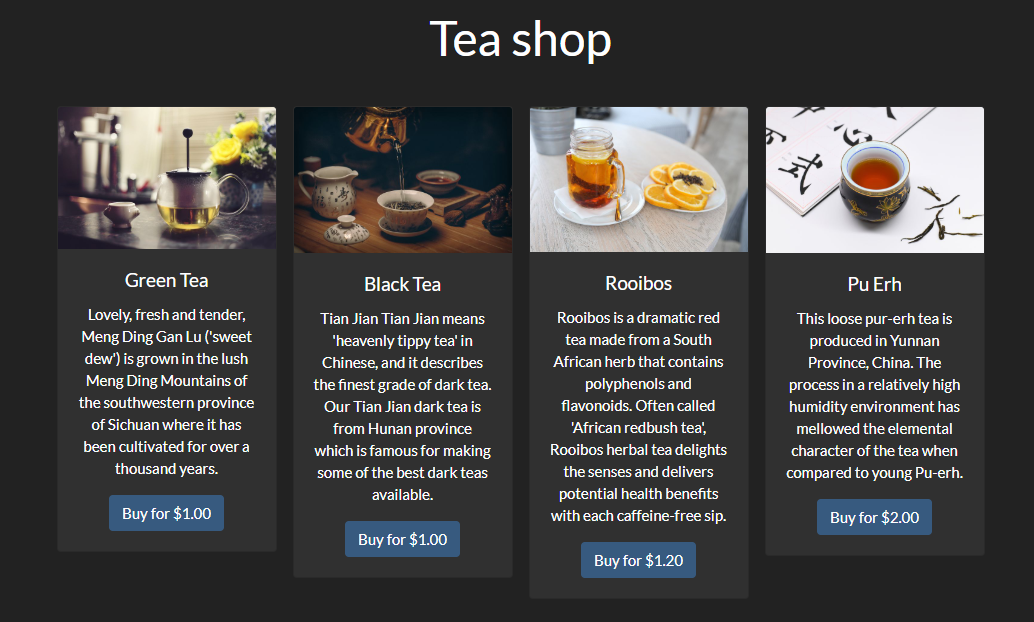 Tea shop
Green Tea
Lovely, fresh and tender,
Meng Ding Gan Lu ('sweet
dew') is grown in the lush
Meng Ding Mountains of
the southwestern province
of Sichuan where it has
been cultivated for over a
thousand years.
Buy for $1.00
Black Tea
Tian Jian Tian Jian means
'heavenly tippy tea' in
Chinese, and it describes
the finest grade of dark tea.
Our Tian Jian dark tea is
from Hunan province
which is famous for making
some of the best dark teas
available.
Buy for $1.00
Rooibos
Rooibos is a dramatic red
tea made from a South
African herb that contains
polyphenols and
flavonoids. Often called
'African redbush tea',
Rooibos herbal tea delights
the senses and delivers
potential health benefits
with each caffeine-free sip.
Buy for $1.20
Pu Erh
This loose pur-erh tea is
produced in Yunnan
Province, China. The
process in a relatively high
humidity environment has
mellowed the elemental
character of the tea when
compared to young Pu-erh.
Buy for $2.00